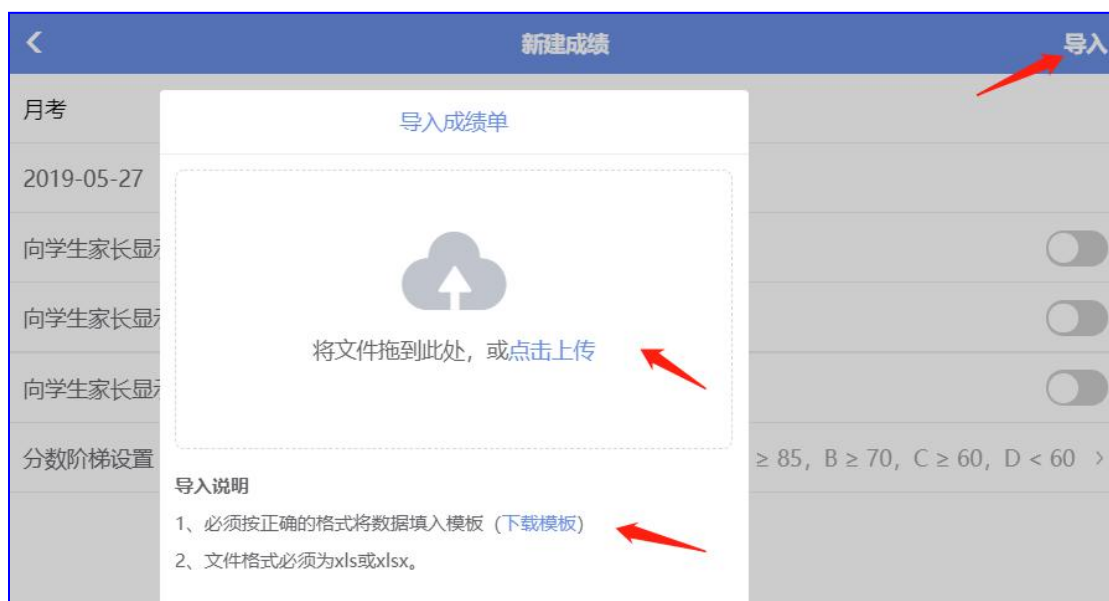 新建成绩
导入
月考
导入成绩单
2019-05-27
向学生家长显
将文件拖到此处，或点击上传
向学生家长显
向学生家长显
分数阶梯设置
≥ 85，B ≥ 70，C ≥ 60，D < 60 >
导入说明
1、必须按正确的格式将数据填入模板（下载模板）
2、文件格式必须为xls或xlsx。